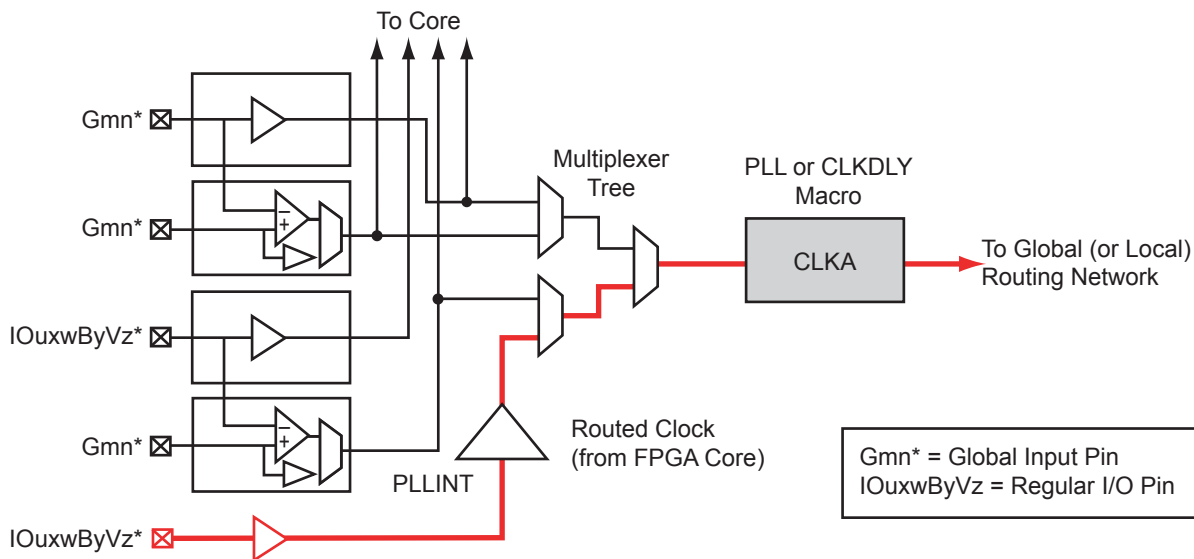 To Core
Gmn*
Multiplexer
Tree
PLL or CLKDLY
Macro
Gmn*
−
+
CLKA
To Global (or Local)
Routing Network
IOuxwByVz*
Gmn*
−
+
Routed Clock
(from FPGA Core)
PLLINT
Gmn* = Global Input Pin
IOuxwByVz = Regular I/O Pin
IOuxwByVz*